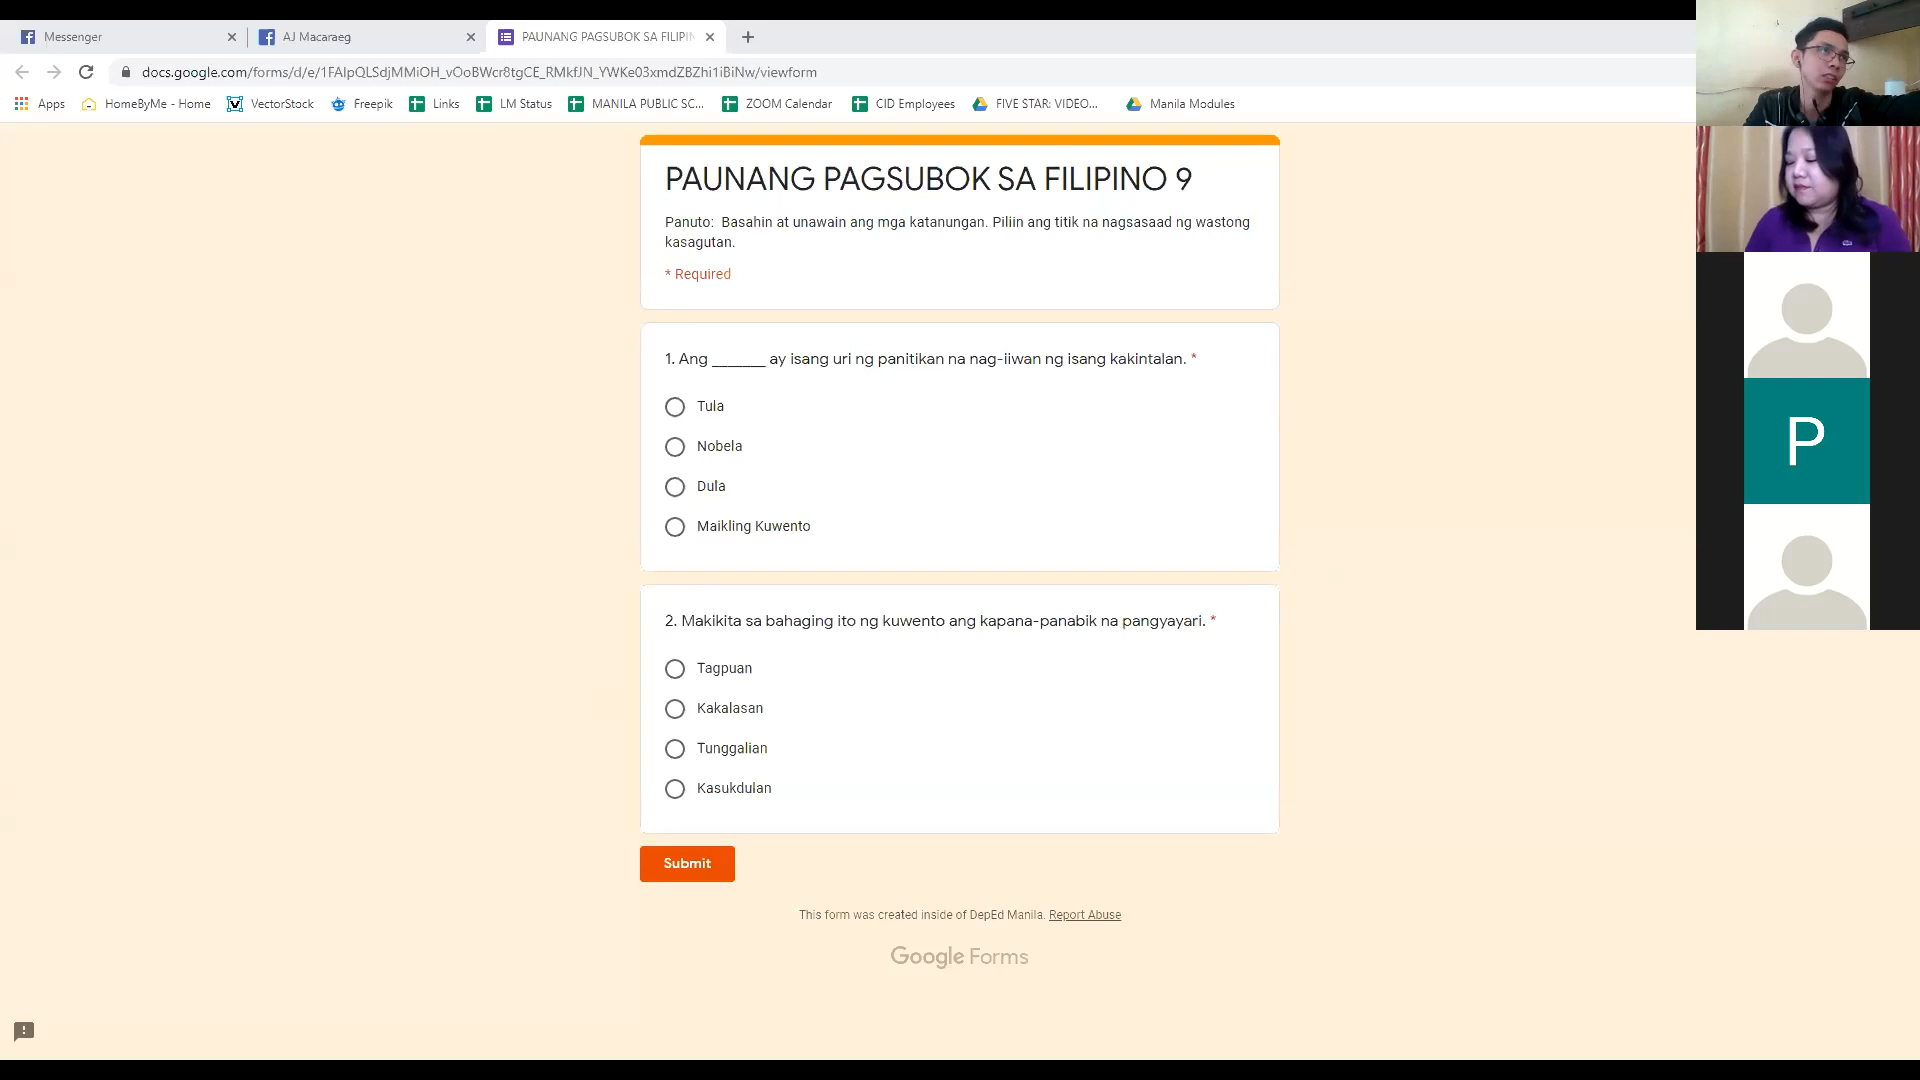 Messenger
AJ Macaraeg
PAUNANG PAGSUBOK SA FILIPIN
docs.google.com/forms/d/e/1FAIpQLSdjMMiOH_vOoBWcr8tgCE_RMkfJN_YWKe03xmdZBZhi1iBiNw/viewform
Apps HomeByMe - Home VectorStock Freepik Links LM Status MANILA PUBLIC SC... ZOOM Calendar CID Employees FIVE STAR: VIDEO... Manila Modules
PAUNANG PAGSUBOK SA FILIPINO 9
Panuto: Basahin at unawain ang mga katanungan. Piliin ang titik na nagsasaad ng wastong
kasagutan.
* Required
1. Ang _______ ay isang uri ng panitikan na nag-iiwan ng isang kakintalan. *
Tula
Nobela
Dula
Maikling Kuwento
2. Makikita sa bahaging ito ng kuwento ang kapana-panabik na pangyayari. *
Tagpuan
Kakalasan
Tunggalian
Kasukdulan
Submit
This form was created inside of DepEd Manila. Report Abuse
Google Forms
P